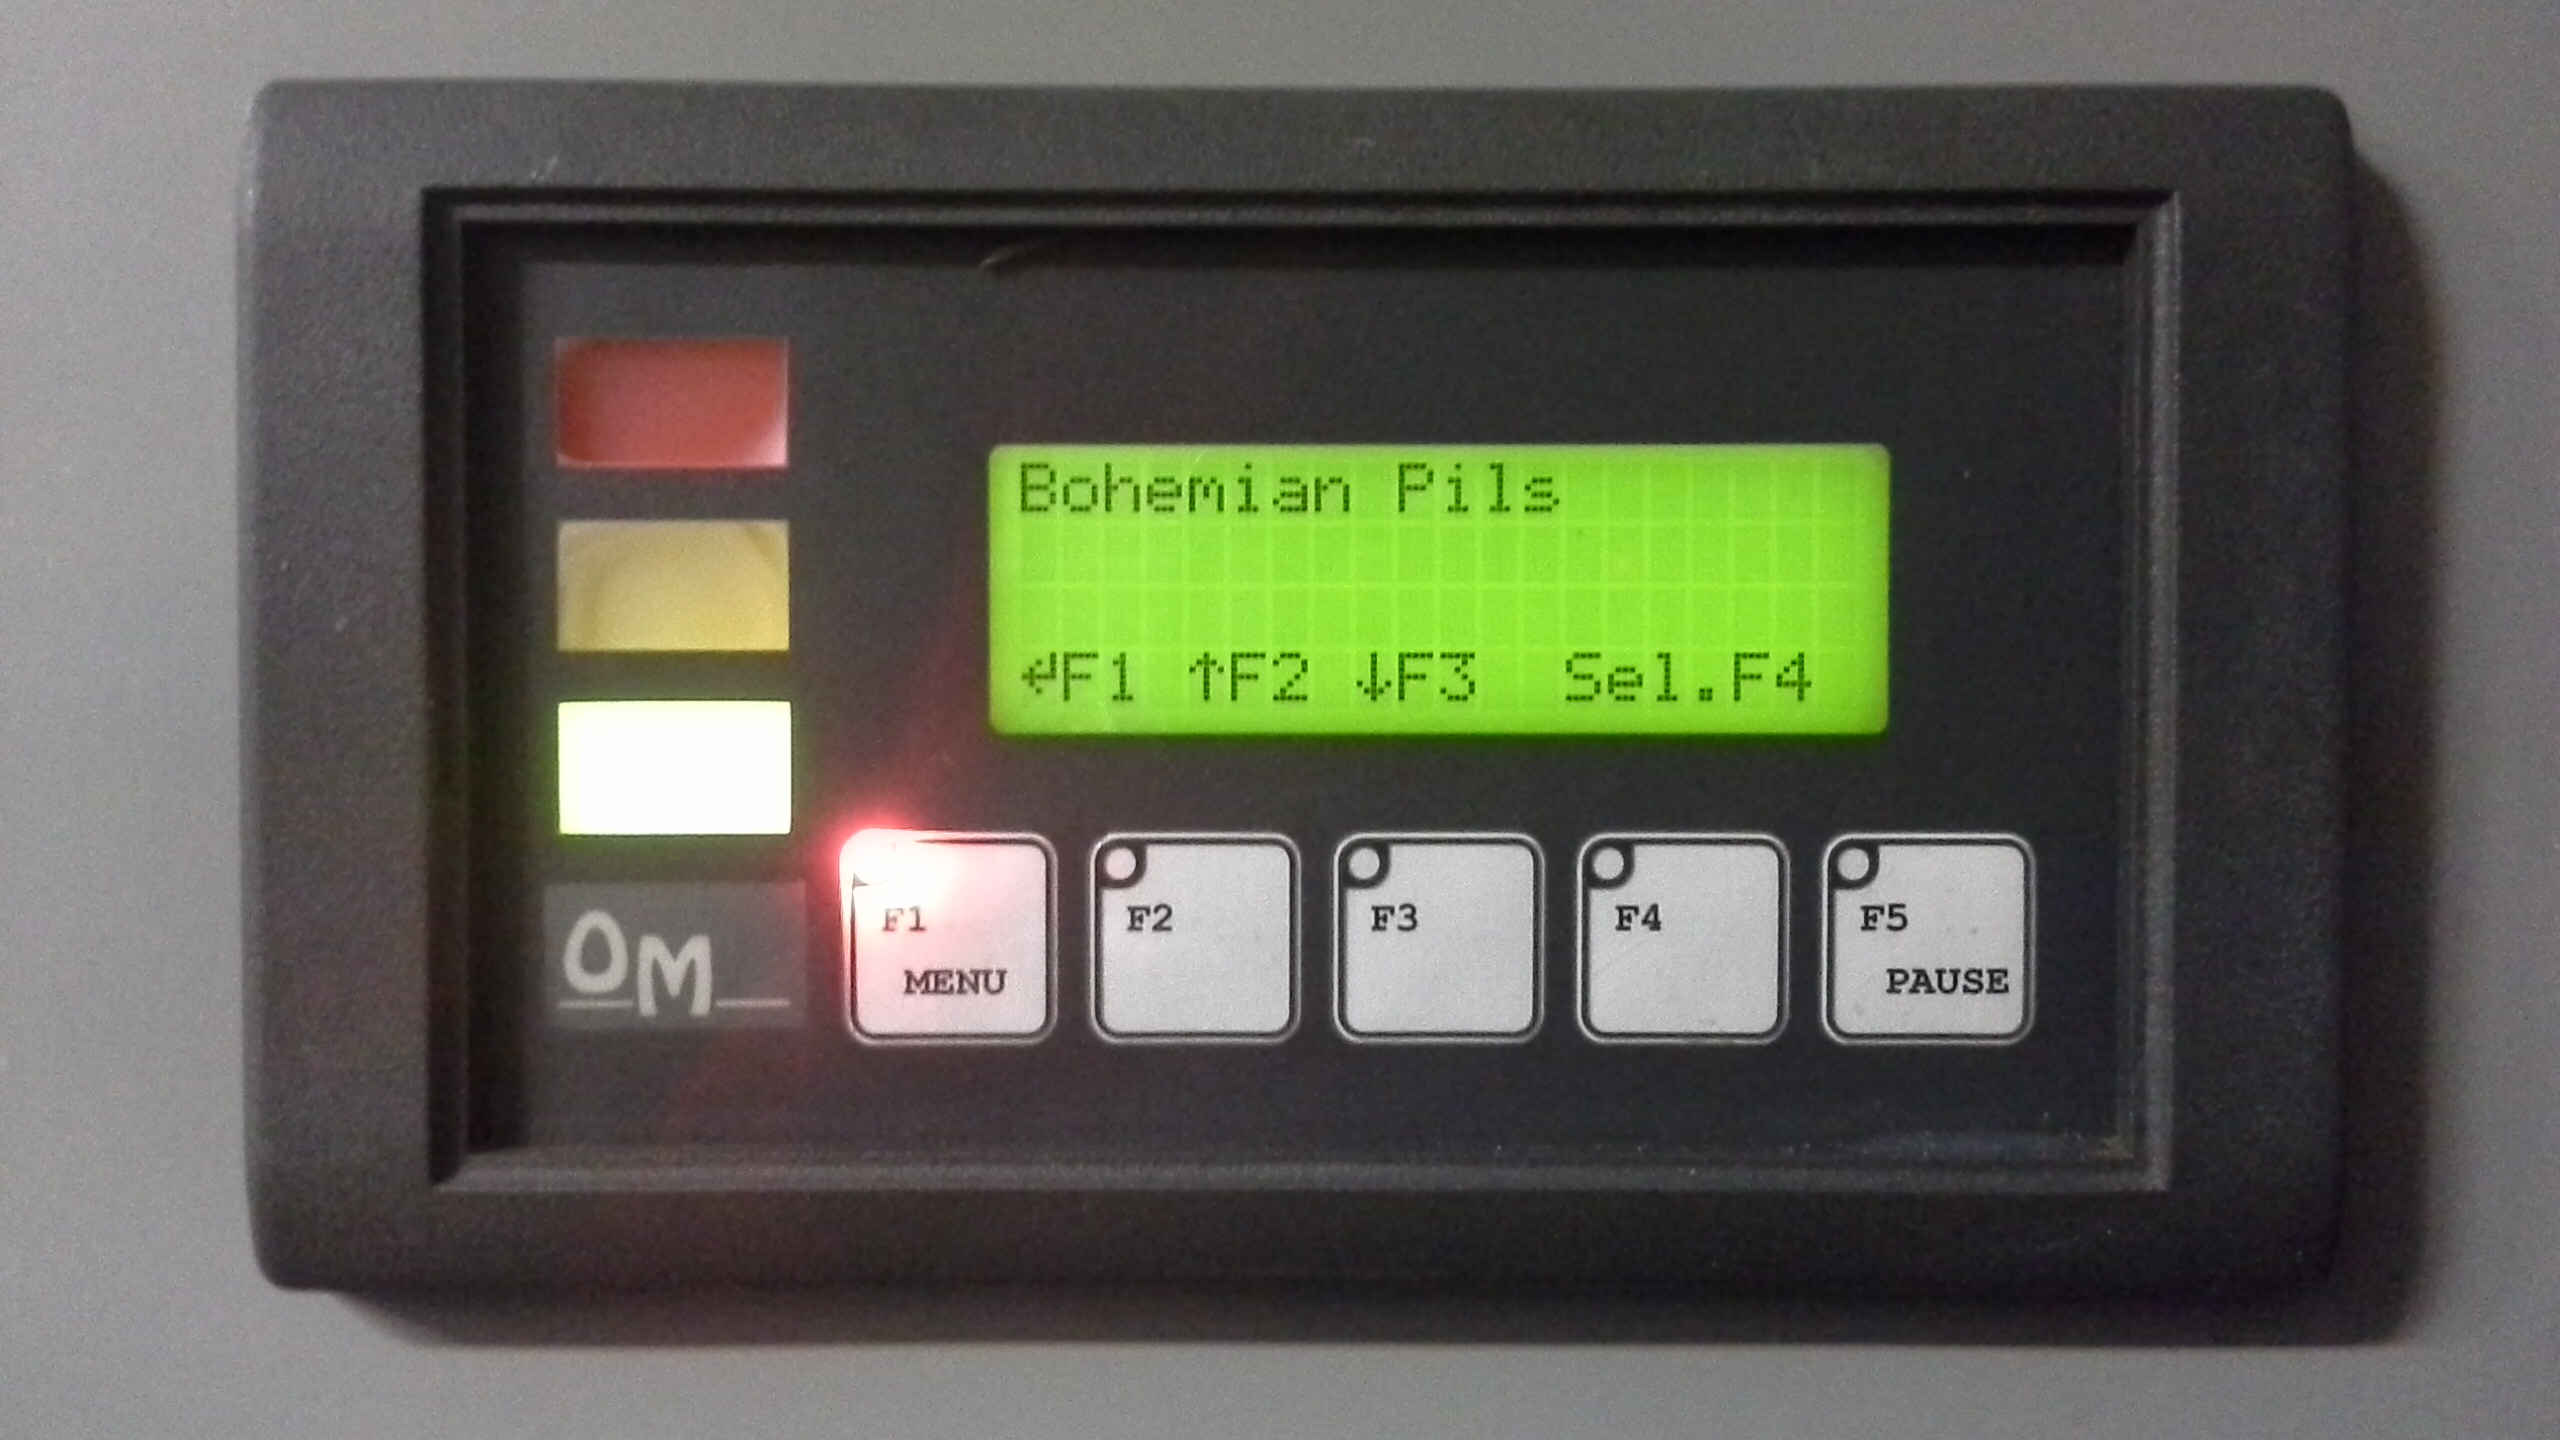 Bohemian Pils
↲F1 ↑F2 ↓F3 Sel.F4
OM
F1 MENU
F2
F3
F4
F5 PAUSE